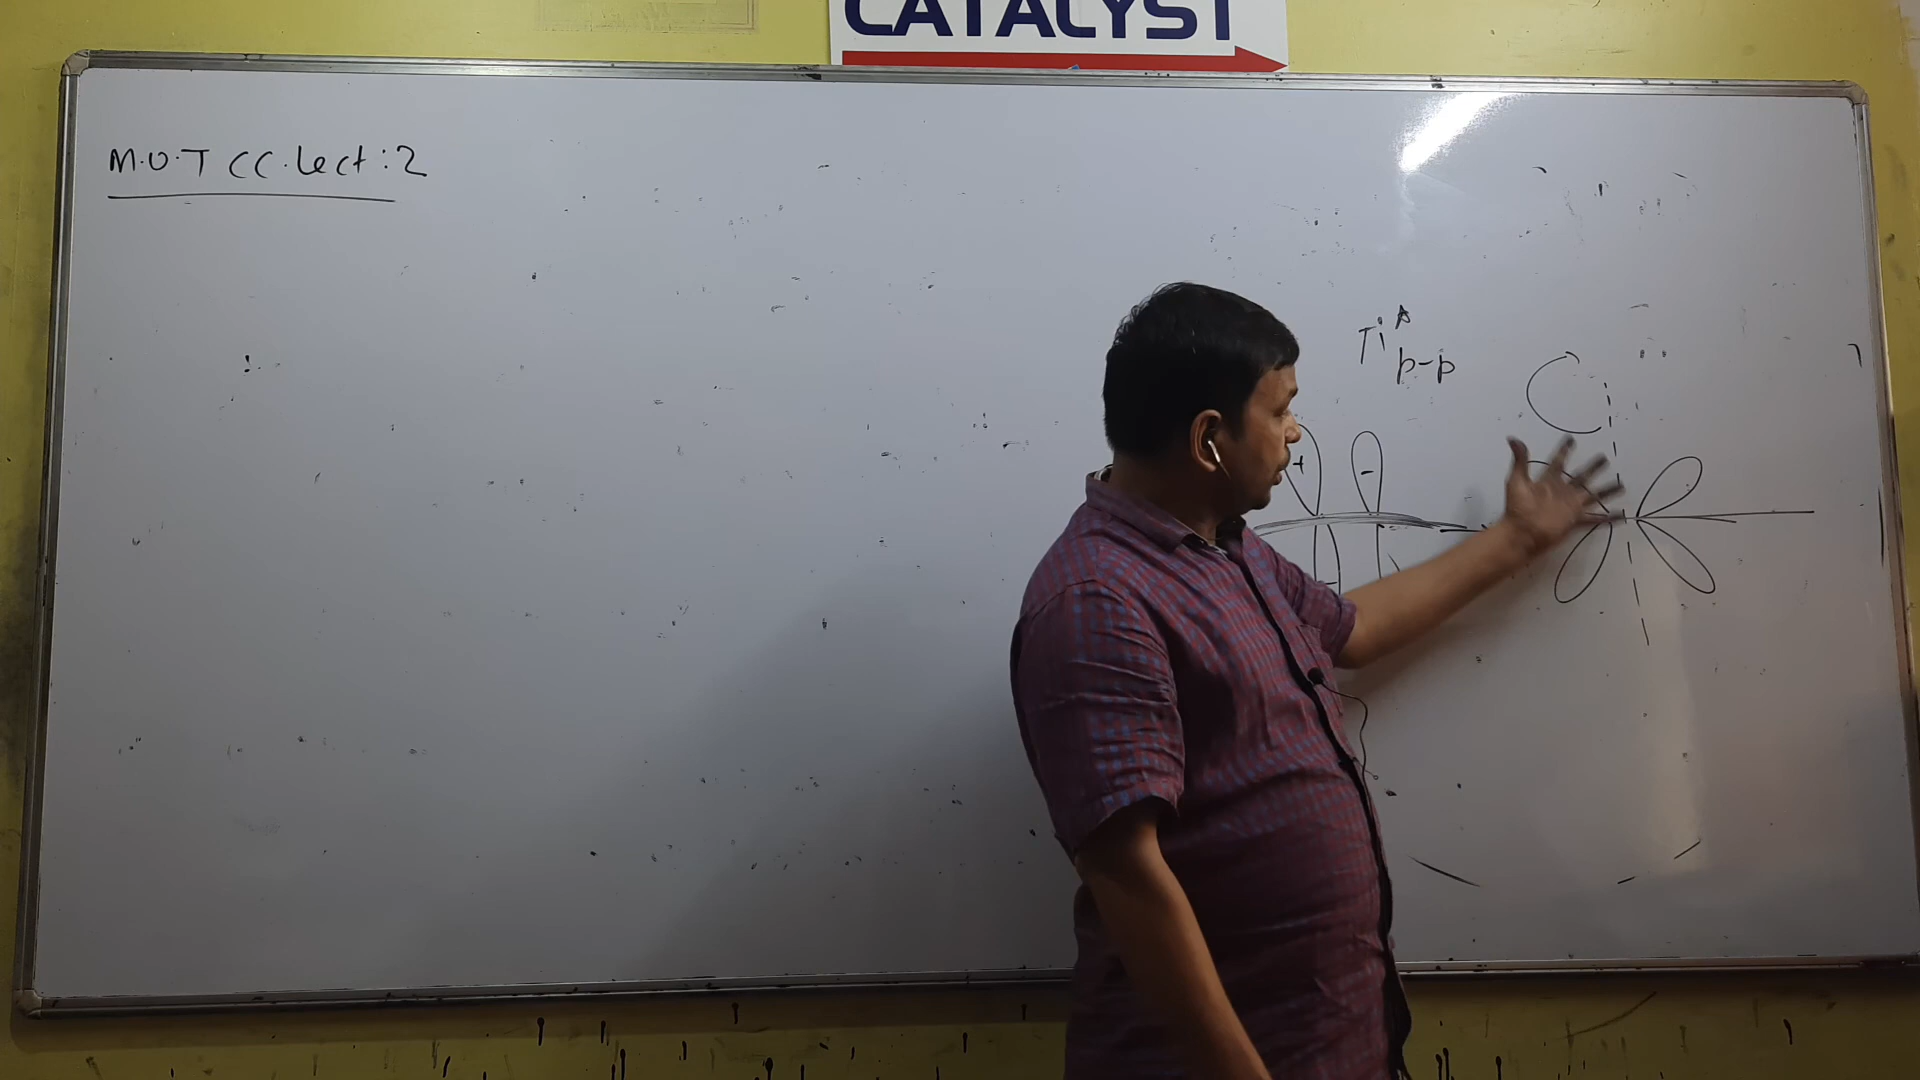 CATALYST
M.O.T CC. Lect: 2
π*
p-p
+
-
-